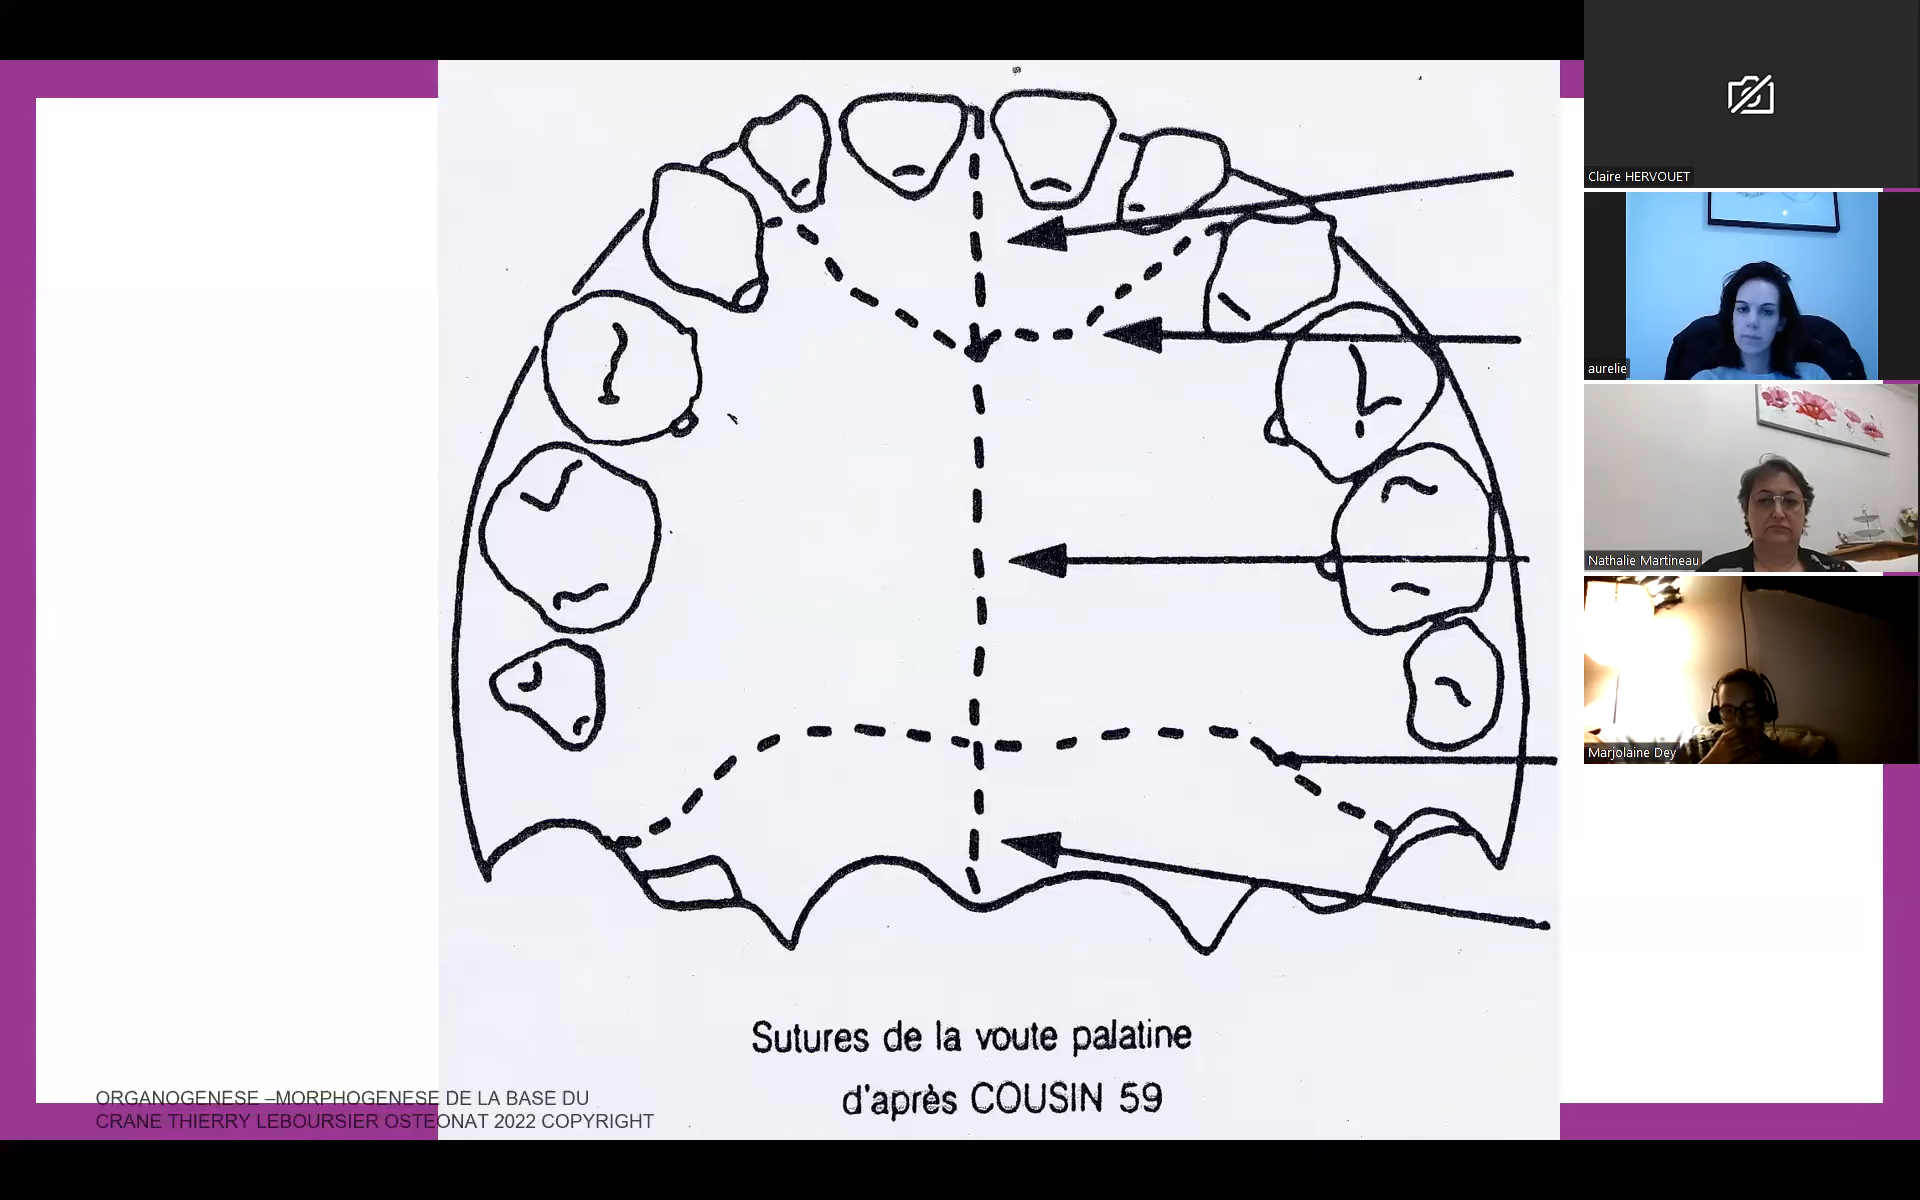 Claire HERVOUET
aurelie
Nathalie Martineau
Marjolaine Dey
Sutures de la voute palatine
d'après COUSIN 59
ORGANOGENESE –MORPHOGENESE DE LA BASE DU
CRANE THIERRY LEBOURSIER OSTEONAT 2022 COPYRIGHT